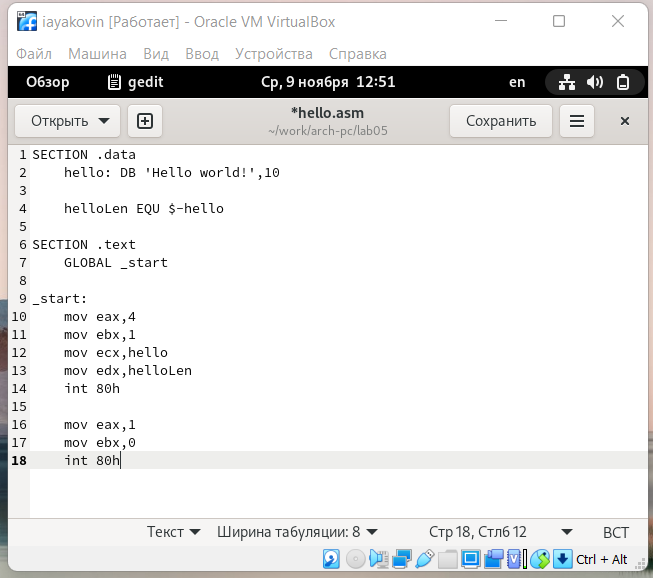 iayakovin [Работает] - Oracle VM VirtualBox
Файл Машина Вид Ввод Устройства Справка
Обзор gedit Ср, 9 ноября 12:51 en
Открыть *hello.asm Сохранить
~/work/arch-pc/lab05
1 SECTION .data
2     hello: DB 'Hello world!',10
3
4     helloLen EQU $-hello
5
6 SECTION .text
7     GLOBAL _start
8
9 _start:
10     mov eax,4
11     mov ebx,1
12     mov ecx,hello
13     mov edx,helloLen
14     int 80h
15
16     mov eax,1
17     mov ebx,0
18     int 80h
Текст Ширина табуляции: 8 Стр 18, Стлб 12 ВСТ
Ctrl + Alt